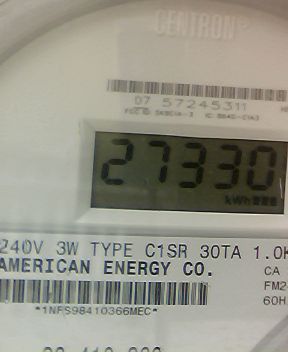 CENTRON®
07 57245311
27330
kWh
240V 3W TYPE C1SR 30TA 1.0K
AMERICAN ENERGY CO.
CA
FM2
60H
*1NFS98410366MEC*